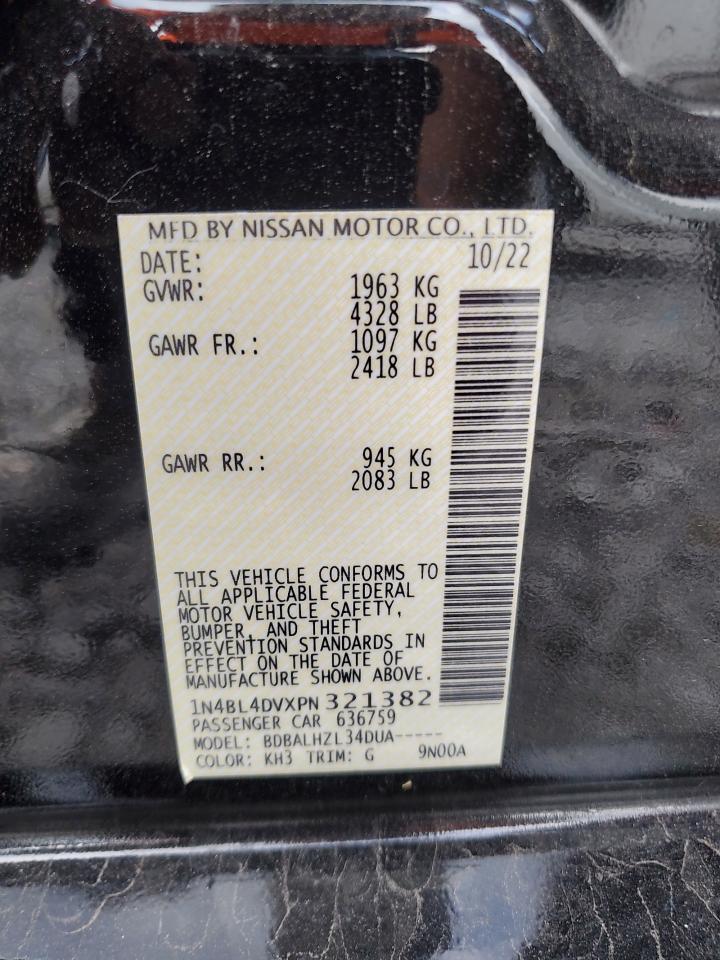 MFD BY NISSAN MOTOR CO., LTD.
DATE: 10/22
GVWR: 1963 KG
4328 LB
GAWR FR.: 1097 KG
2418 LB
GAWR RR.: 945 KG
2083 LB
THIS VEHICLE CONFORMS TO
ALL APPLICABLE FEDERAL
MOTOR VEHICLE SAFETY,
BUMPER, AND THEFT
PREVENTION STANDARDS IN
EFFECT ON THE DATE OF
MANUFACTURE SHOWN ABOVE.
1N4BL4DVXPN 321382
PASSENGER CAR 636759
MODEL: BDBALHZL34DUA-----
COLOR: KH3 TRIM: G 9N00A